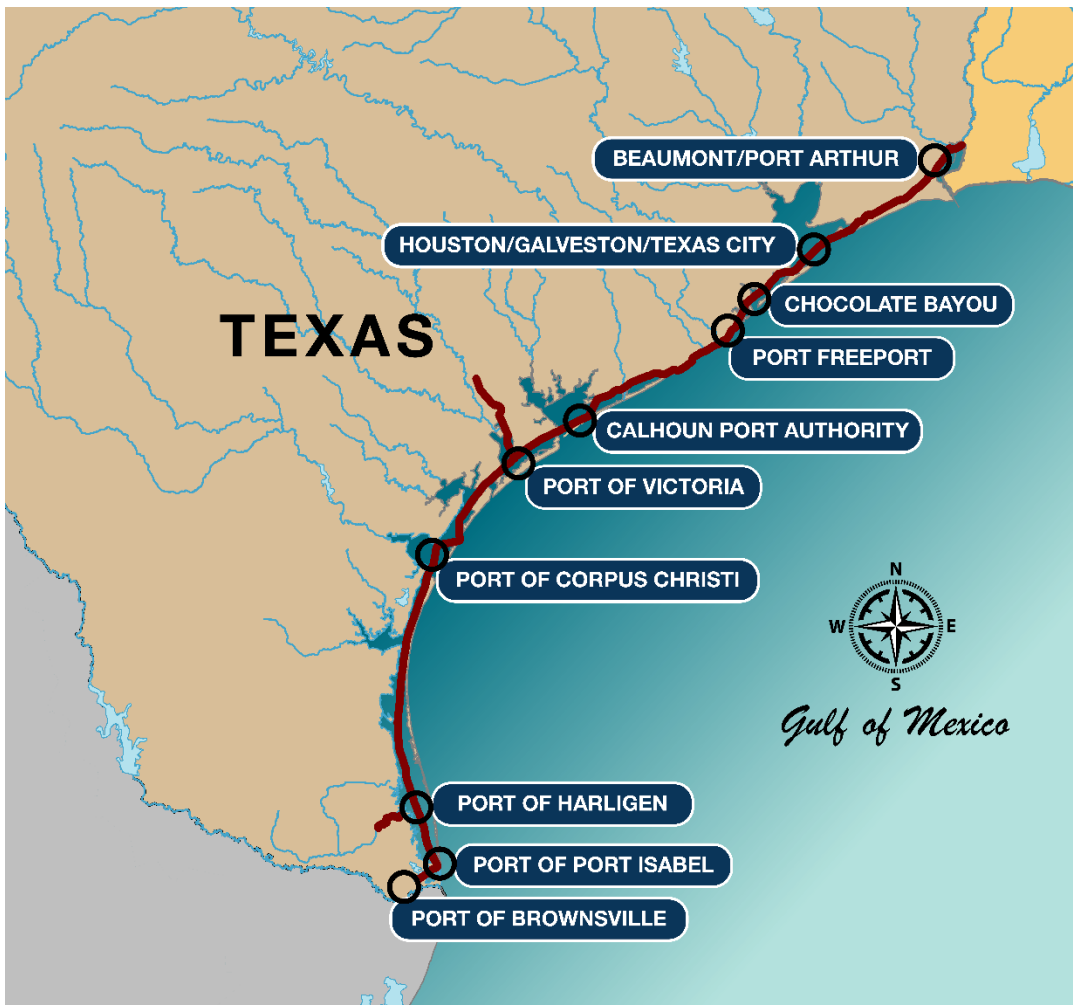 BEAUMONT/PORT ARTHUR
HOUSTON/GALVESTON/TEXAS CITY
CHOCOLATE BAYOU
TEXAS
PORT FREEPORT
CALHOUN PORT AUTHORITY
PORT OF VICTORIA
PORT OF CORPUS CHRISTI
N
W
E
S
Gulf of Mexico
PORT OF HARLIGEN
PORT OF PORT ISABEL
PORT OF BROWNSVILLE